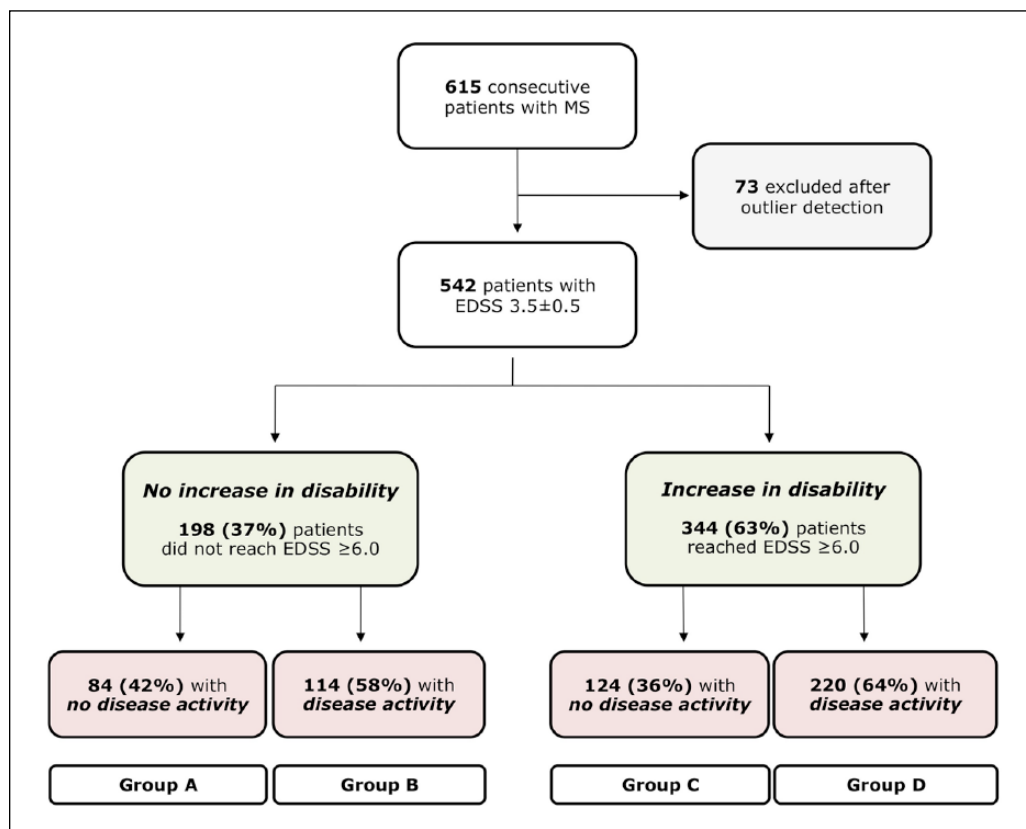 615 consecutive
patients with MS
73 excluded after
outlier detection
542 patients with
EDSS 3.5±0.5
No increase in disability
198 (37%) patients
did not reach EDSS ≥6.0
Increase in disability
344 (63%) patients
reached EDSS ≥6.0
84 (42%) with
no disease activity
114 (58%) with
disease activity
124 (36%) with
no disease activity
220 (64%) with
disease activity
Group A
Group B
Group C
Group D